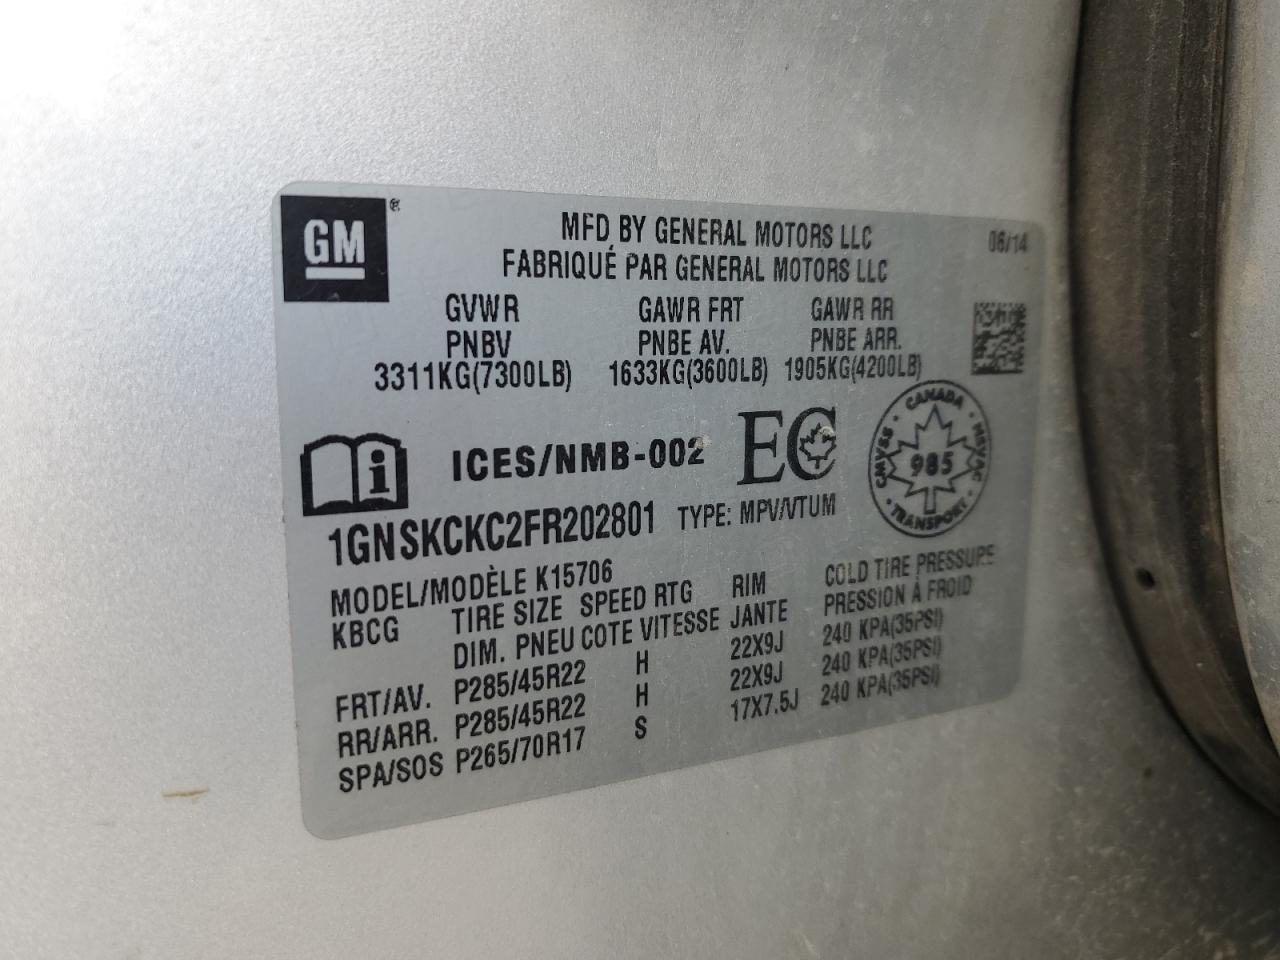 GM ®
MFD BY GENERAL MOTORS LLC 06/14
FABRIQUÉ PAR GENERAL MOTORS LLC
GVWR GAWR FRT GAWR RR
PNBV PNBE AV. PNBE ARR.
3311KG(7300LB) 1633KG(3600LB) 1905KG(4200LB)
ICES/NMB-002 EC
CANADA · MSVAC · TRANSPORT · CMVSS ·
985
1GNSKCKC2FR202801 TYPE: MPV/VTUM
MODEL/MODÈLE K15706
KBCG TIRE SIZE SPEED RTG RIM COLD TIRE PRESSURE
DIM. PNEU COTE VITESSE JANTE PRESSION À FROID
FRT/AV. P285/45R22 H 22X9J 240 KPA(35PSI)
RR/ARR. P285/45R22 H 22X9J 240 KPA(35PSI)
SPA/SOS P265/70R17 S 17X7.5J 240 KPA(35PSI)